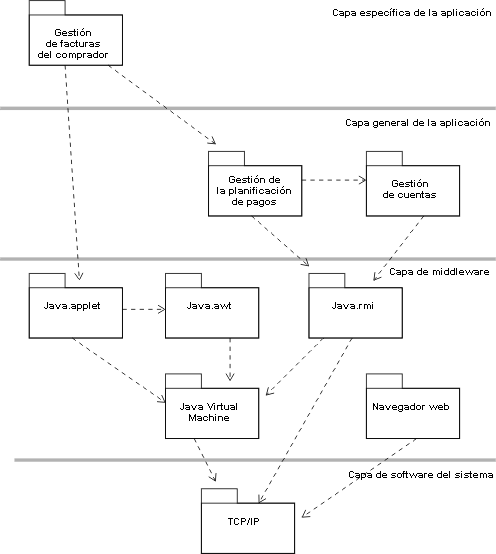 Capa específica de la aplicación
Gestión
de facturas
del comprador
Capa general de la aplicación
Gestión de
la planificación
de pagos
Gestión
de cuentas
Capa de middleware
Java.applet
Java.awt
Java.rmi
Java Virtual
Machine
Navegador web
Capa de software del sistema
TCP/IP